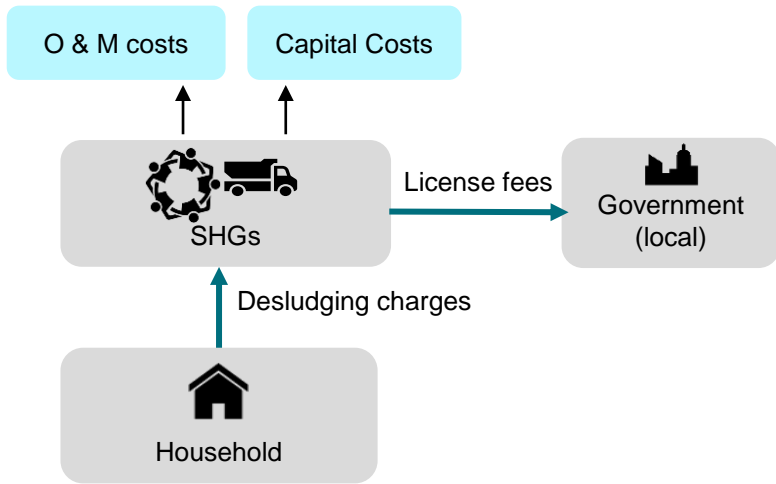 O & M costs
Capital Costs
SHGs
License fees
Government
(local)
Desludging charges
Household